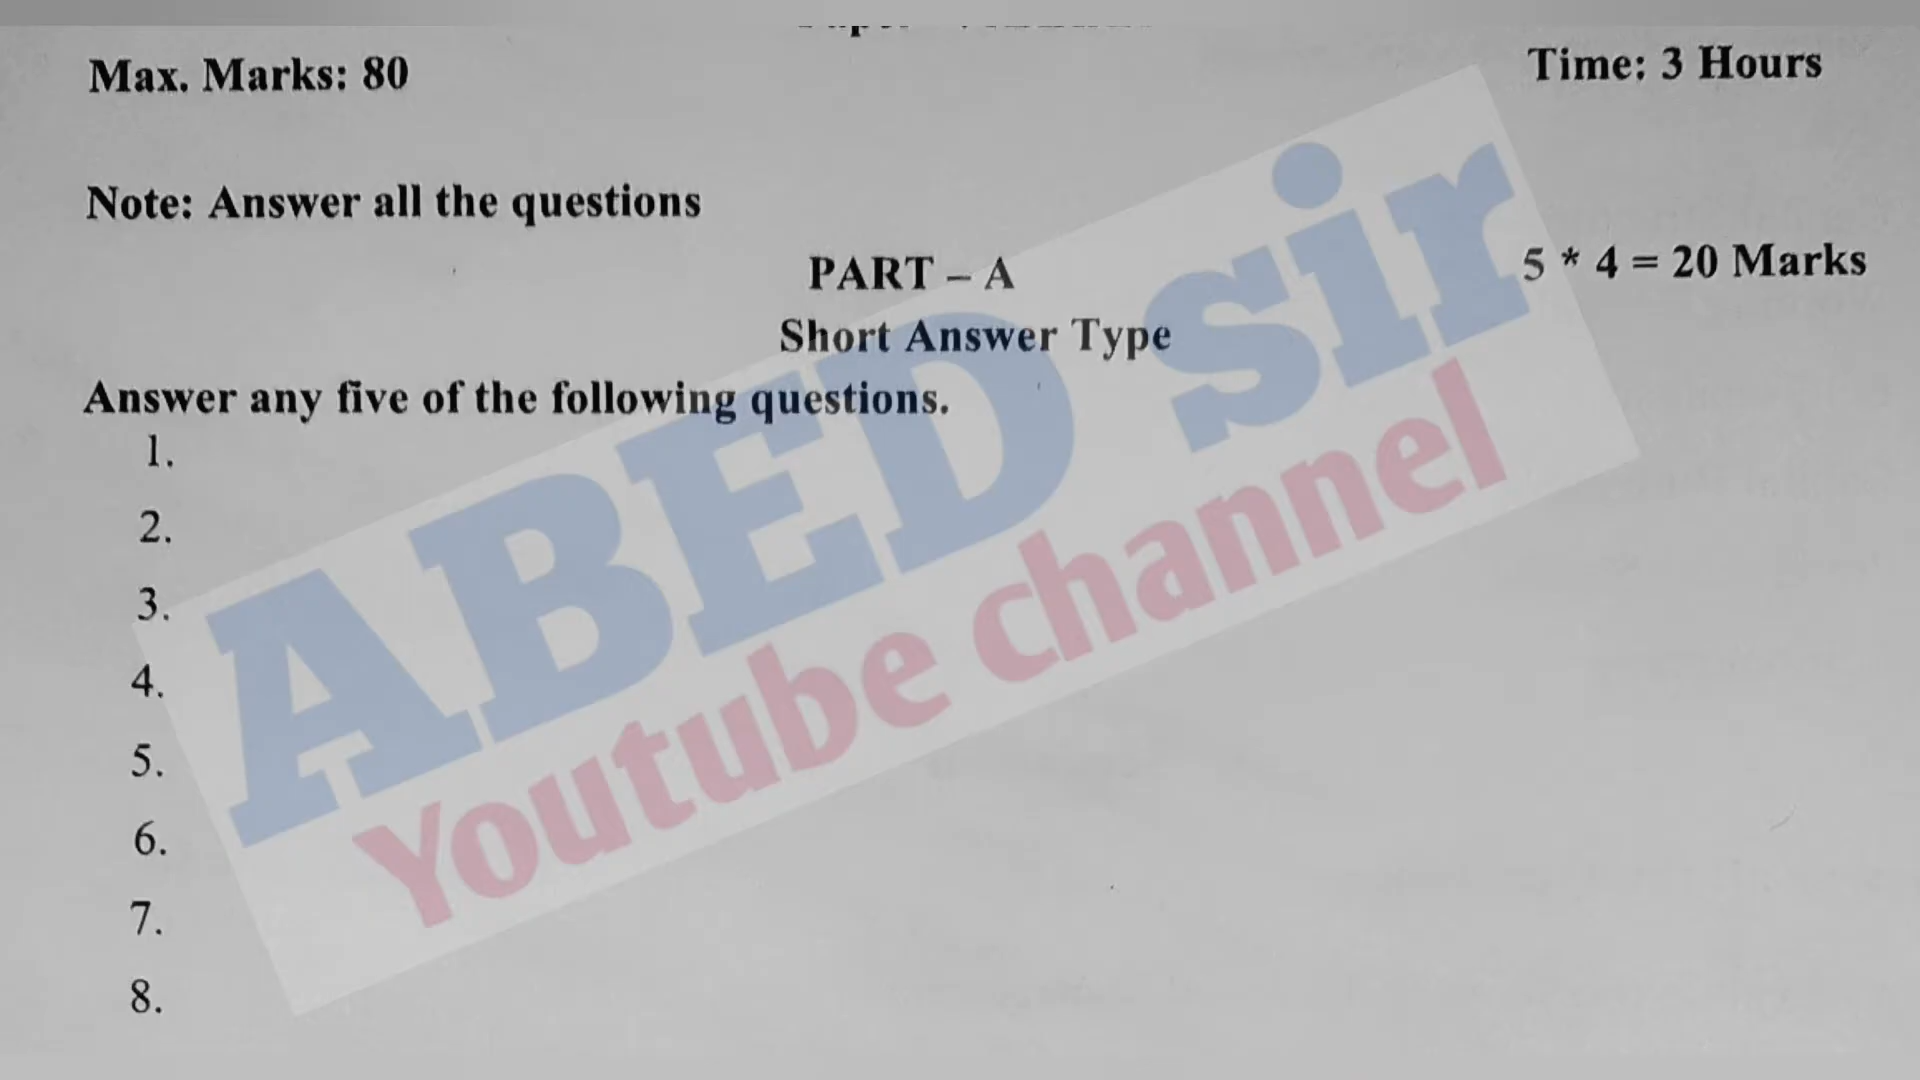 Max. Marks: 80
Time: 3 Hours
Note: Answer all the questions
PART – A
5 * 4 = 20 Marks
Short Answer Type
Answer any five of the following questions.
1.
2.
3.
4.
5.
6.
7.
8.
ABED sir
Youtube channel